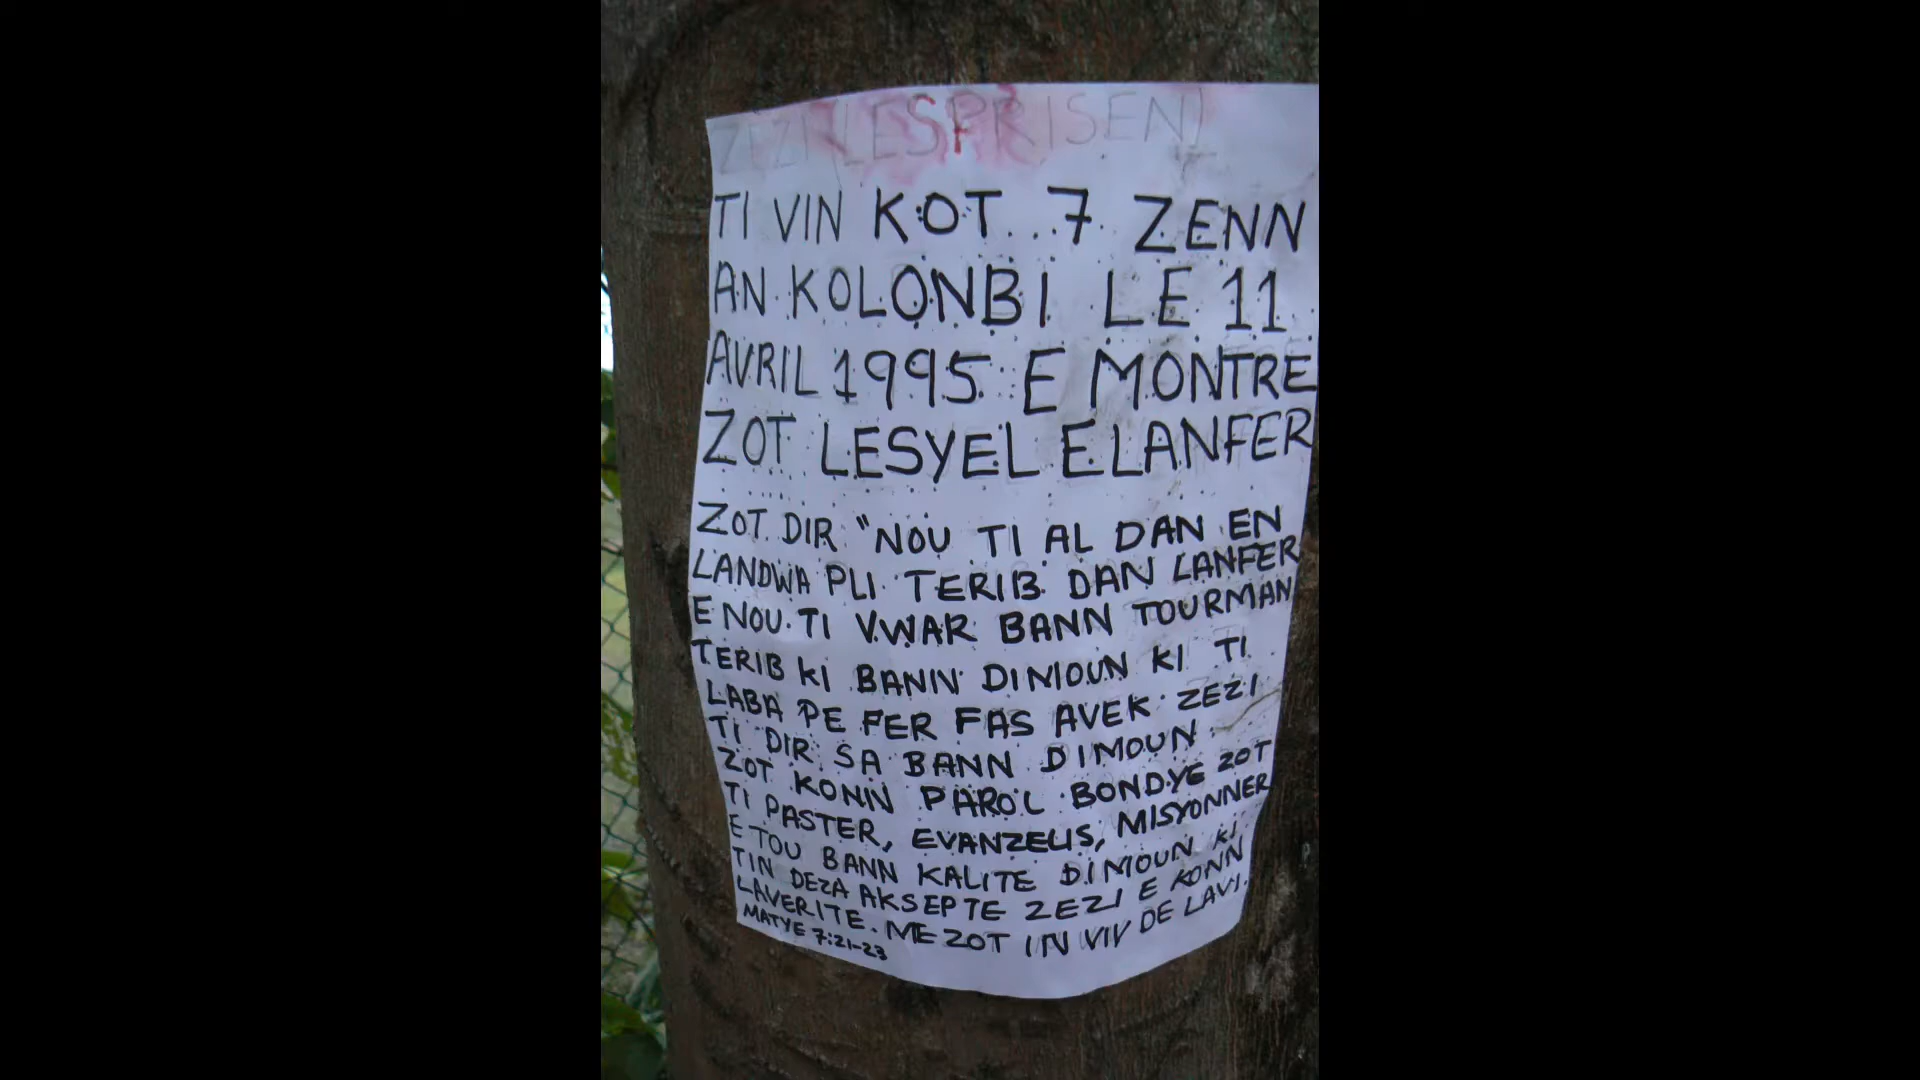 ZEZI (LESPRISEN)
TI VIN KOT 7 ZENN
AN KOLONBI LE 11
AVRIL 1995 E MONTRE
ZOT LESYEL E LANFER
ZOT DIR "NOU TI AL DAN EN
LANDWA PLI TERIB DAN LANFER
E NOU TI VWAR BANN TOURMAN
TERIB KI BANN DIMOUN KI TI
LABA PE FER FAS AVEK ZEZI
TI DIR SA BANN DIMOUN
ZOT KONN PAROL BONDYE ZOT
TI PASTER, EVANZELIS, MISYONNER
E TOU BANN KALITE DIMOUN KI
TIN DEZA AKSEPTE ZEZI E KONN
LAVERITE. ME ZOT IN VIV DE LAVI.
MATYE 7:21-23